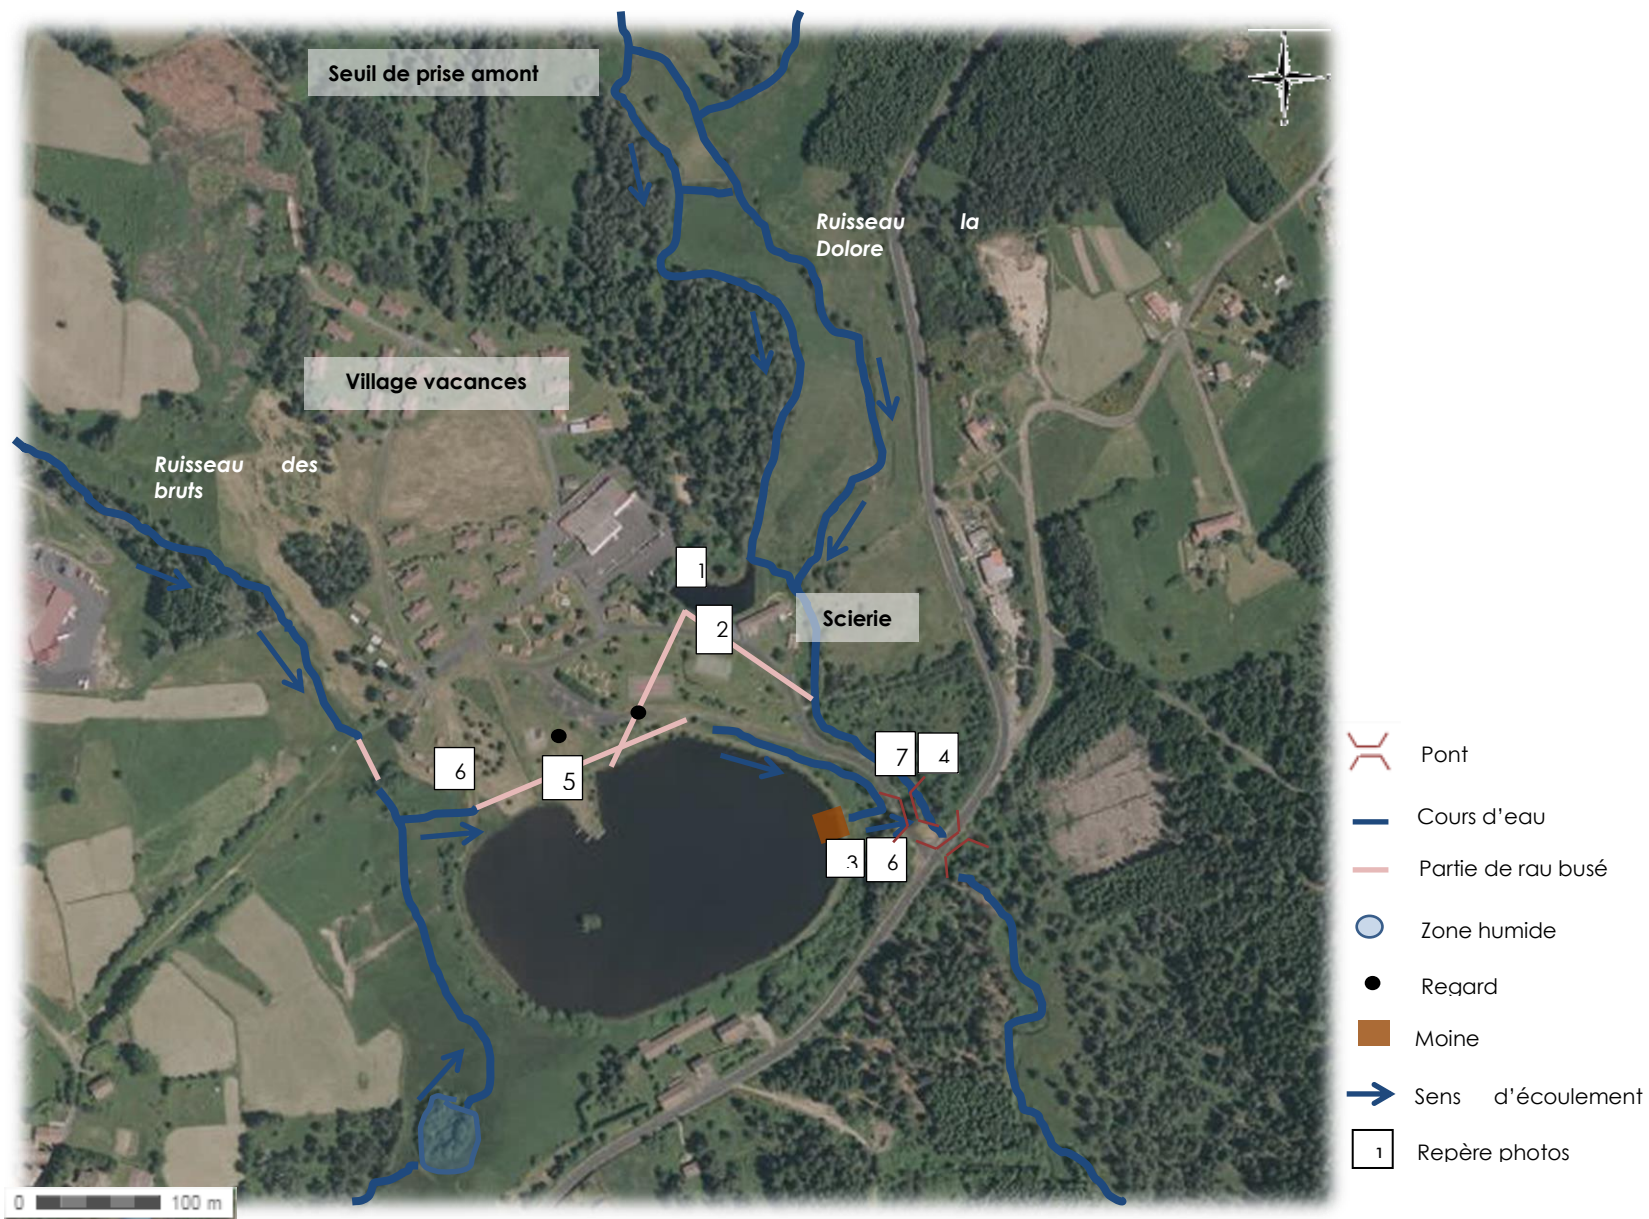 Seuil de prise amont
Ruisseau la
Dolore
Village vacances
Ruisseau des
bruts
1
2
Scierie
7
4
6
5
3
6
Pont
Cours d'eau
Partie de rau busé
Zone humide
Regard
Moine
Sens d'écoulement
1
Repère photos
0
100 m